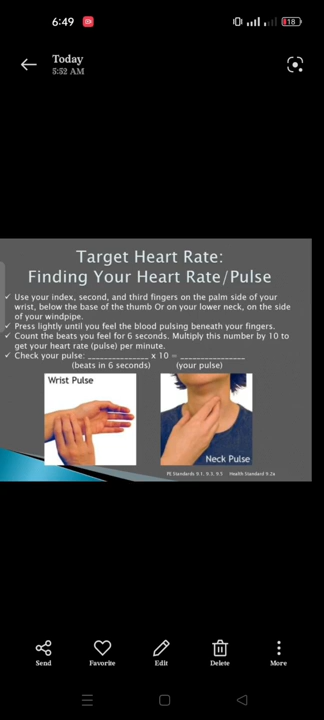 6:49
18
Today
5:52 AM
Target Heart Rate:
Finding Your Heart Rate/Pulse
✓ Use your index, second, and third fingers on the palm side of your
wrist, below the base of the thumb Or on your lower neck, on the side
of your windpipe.
✓ Press lightly until you feel the blood pulsing beneath your fingers.
✓ Count the beats you feel for 6 seconds. Multiply this number by 10 to
get your heart rate (pulse) per minute.
✓ Check your pulse: _______________ x 10 = _______________
(beats in 6 seconds) (your pulse)
Wrist Pulse
Neck Pulse
PE Standards 9.1, 9.3, 9.5 Health Standard 9.2a
Send
Favorite
Edit
Delete
More